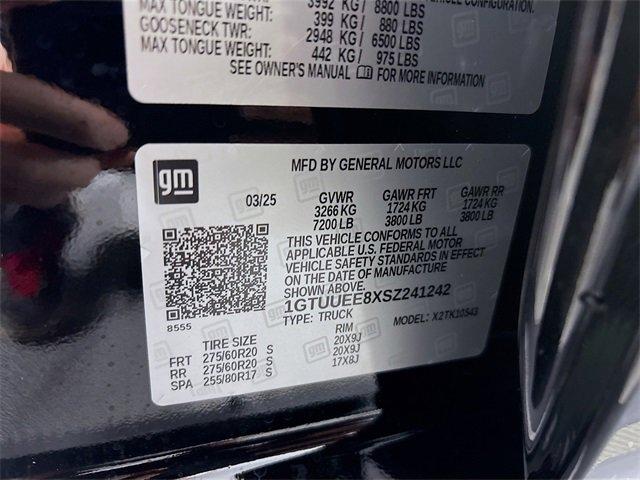 3992 KG / 8800 LBS
MAX TONGUE WEIGHT: 399 KG / 880 LBS
GOOSENECK TWR: 2948 KG / 6500 LBS
MAX TONGUE WEIGHT: 442 KG / 975 LBS
SEE OWNER'S MANUAL FOR MORE INFORMATION
gm
MFD BY GENERAL MOTORS LLC
03/25 GVWR GAWR FRT GAWR RR
3266 KG 1724 KG 1724 KG
7200 LB 3800 LB 3800 LB
THIS VEHICLE CONFORMS TO ALL
APPLICABLE U.S. FEDERAL MOTOR
VEHICLE SAFETY STANDARDS IN EFFECT
ON THE DATE OF MANUFACTURE
SHOWN ABOVE.
1GTUUEE8XSZ241242
8555
TYPE: TRUCK MODEL: X2TK10543
TIRE SIZE RIM
FRT 275/60R20 S 20X9J
RR 275/60R20 S 20X9J
SPA 255/80R17 S 17X8J